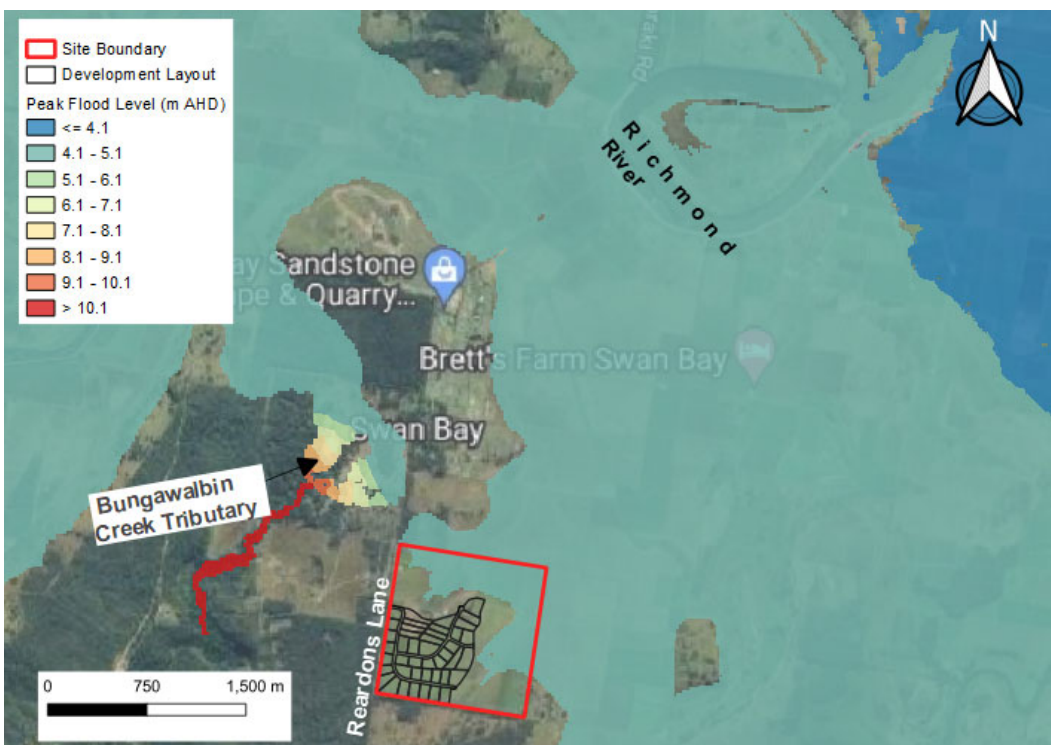 Site Boundary
Development Layout
Peak Flood Level (m AHD)
<= 4.1
4.1 - 5.1
5.1 - 6.1
6.1 - 7.1
7.1 - 8.1
8.1 - 9.1
9.1 - 10.1
> 10.1
N
Richmond
River
Sandstone
& Quarry...
Brett's Farm Swan Bay
Swan Bay
Bungawalbin
Creek Tributary
Reardons Lane
0 750 1,500 m